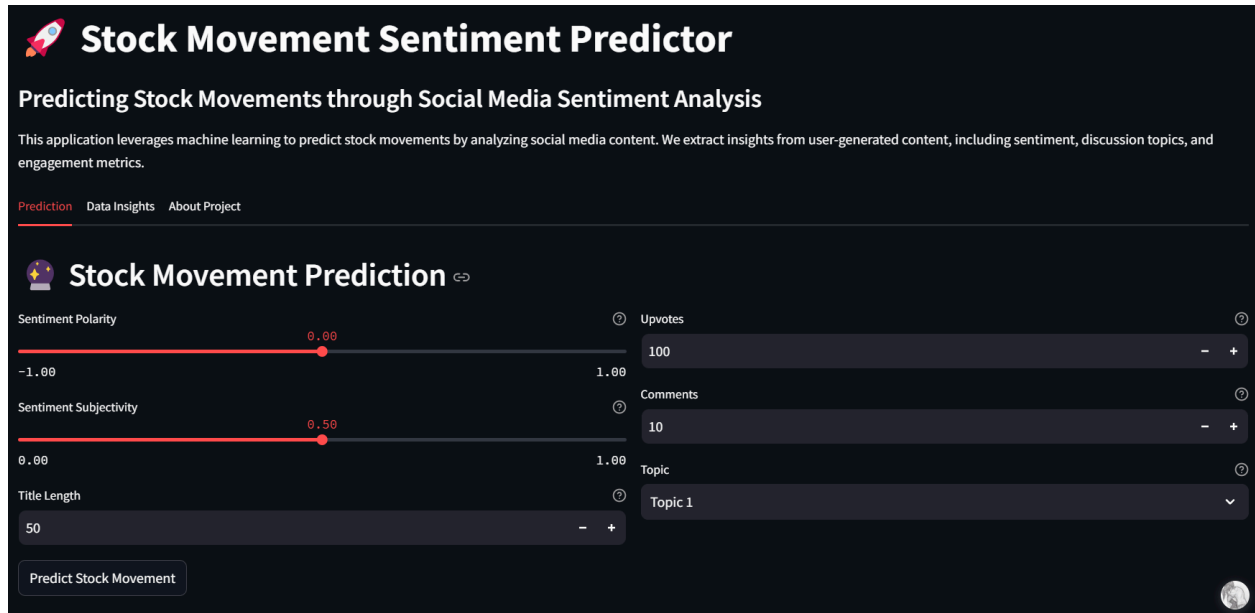 Stock Movement Sentiment Predictor
Predicting Stock Movements through Social Media Sentiment Analysis
This application leverages machine learning to predict stock movements by analyzing social media content. We extract insights from user-generated content, including sentiment, discussion topics, and
engagement metrics.
Prediction Data Insights About Project
Stock Movement Prediction
Sentiment Polarity
0.00
-1.00 1.00
Sentiment Subjectivity
0.50
0.00 1.00
Title Length
50 - +
Upvotes
100 - +
Comments
10 - +
Topic
Topic 1
Predict Stock Movement